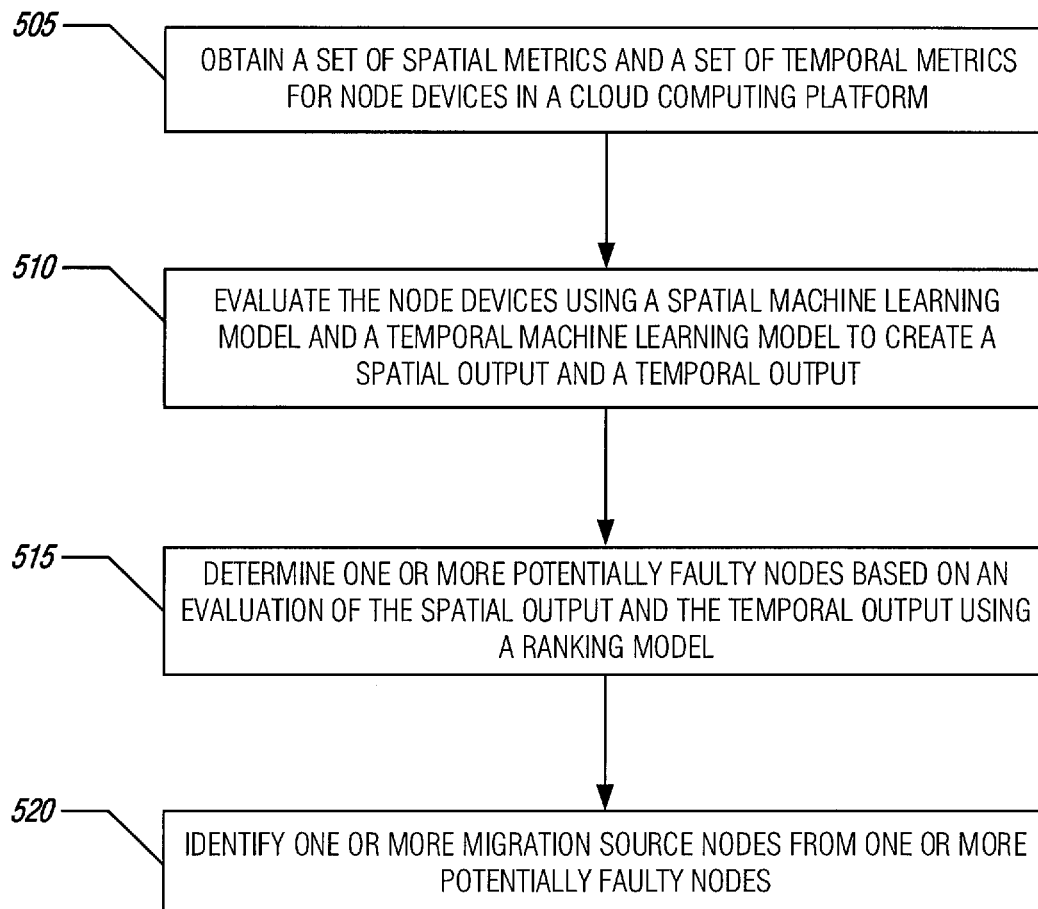 505
OBTAIN A SET OF SPATIAL METRICS AND A SET OF TEMPORAL METRICS
FOR NODE DEVICES IN A CLOUD COMPUTING PLATFORM
510
EVALUATE THE NODE DEVICES USING A SPATIAL MACHINE LEARNING
MODEL AND A TEMPORAL MACHINE LEARNING MODEL TO CREATE A
SPATIAL OUTPUT AND A TEMPORAL OUTPUT
515
DETERMINE ONE OR MORE POTENTIALLY FAULTY NODES BASED ON AN
EVALUATION OF THE SPATIAL OUTPUT AND THE TEMPORAL OUTPUT USING
A RANKING MODEL
520
IDENTIFY ONE OR MORE MIGRATION SOURCE NODES FROM ONE OR MORE
POTENTIALLY FAULTY NODES